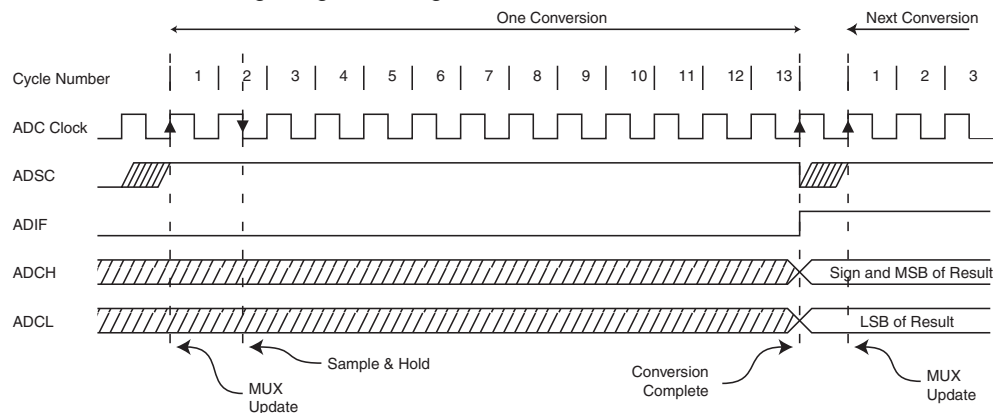 One Conversion
Next Conversion
Cycle Number
1 2 3 4 5 6 7 8 9 10 11 12 13 1 2 3
ADC Clock
ADSC
ADIF
ADCH
Sign and MSB of Result
ADCL
LSB of Result
MUX
Update
Sample & Hold
Conversion
Complete
MUX
Update